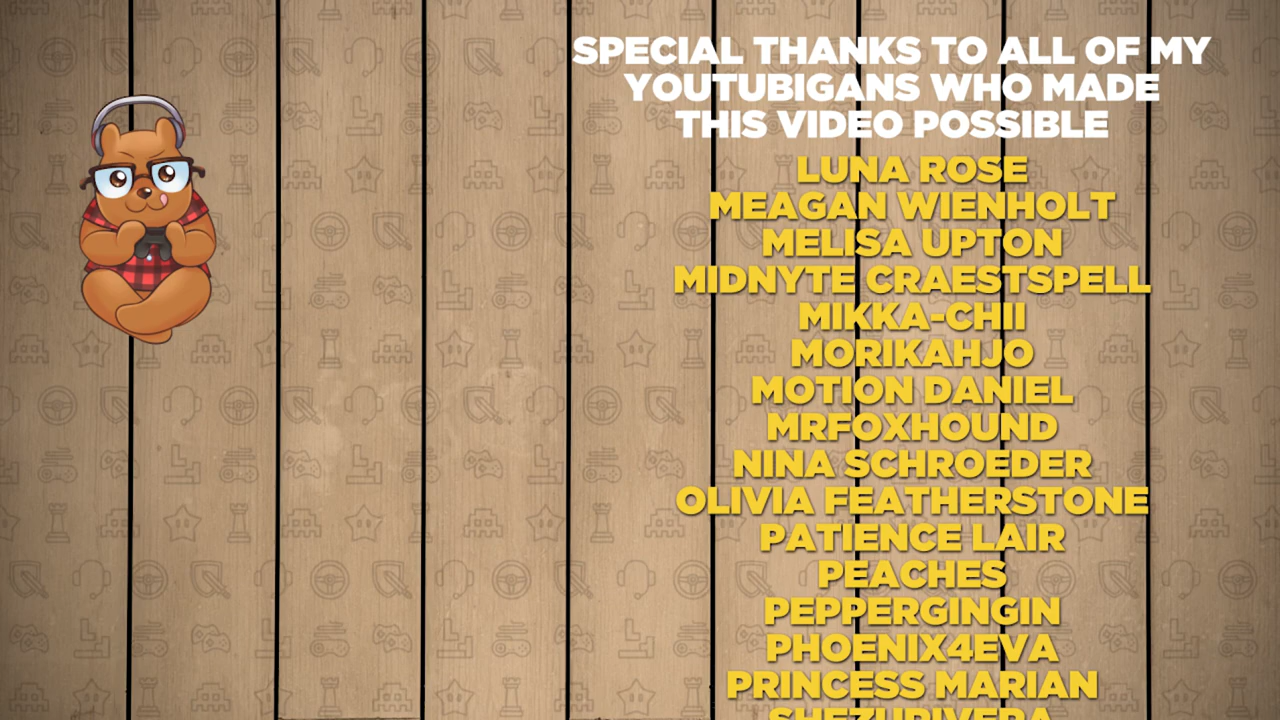 SPECIAL THANKS TO ALL OF MY
YOUTUBIGANS WHO MADE
THIS VIDEO POSSIBLE
LUNA ROSE
MEAGAN WIENHOLT
MELISA UPTON
MIDNYTE CRAESTSPELL
MIKKA-CHII
MORIKAHJO
MOTION DANIEL
MRFOXHOUND
NINA SCHROEDER
OLIVIA FEATHERSTONE
PATIENCE LAIR
PEACHES
PEPPERGINGIN
PHOENIX4EVA
PRINCESS MARIAN